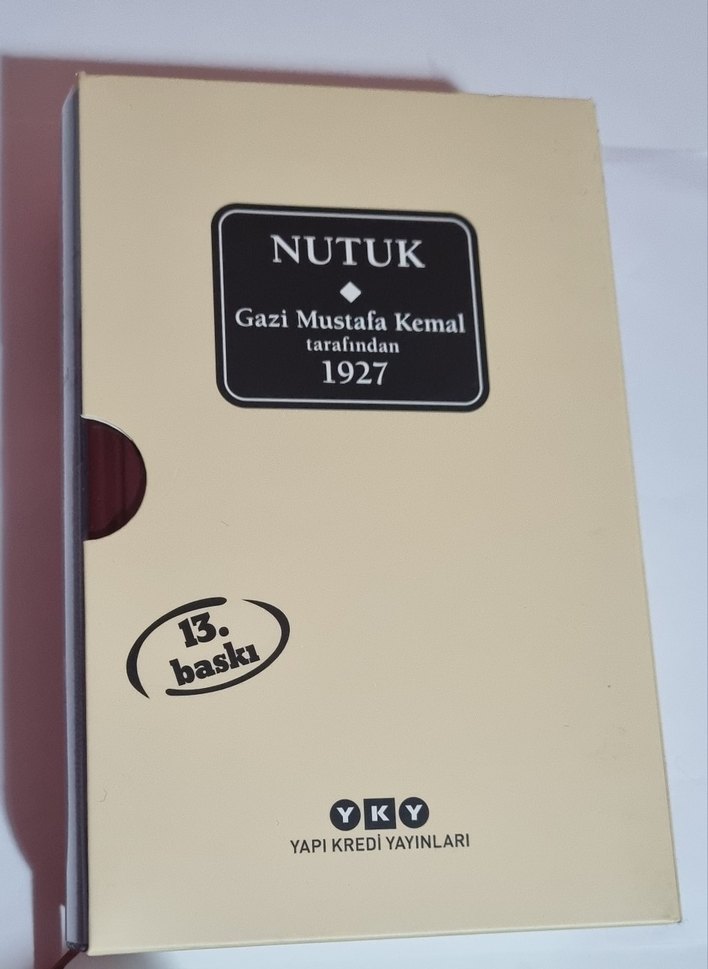 NUTUK
Gazi Mustafa Kemal
tarafından
1927
13.
baskı
YKY
YAPI KREDİ YAYINLARI